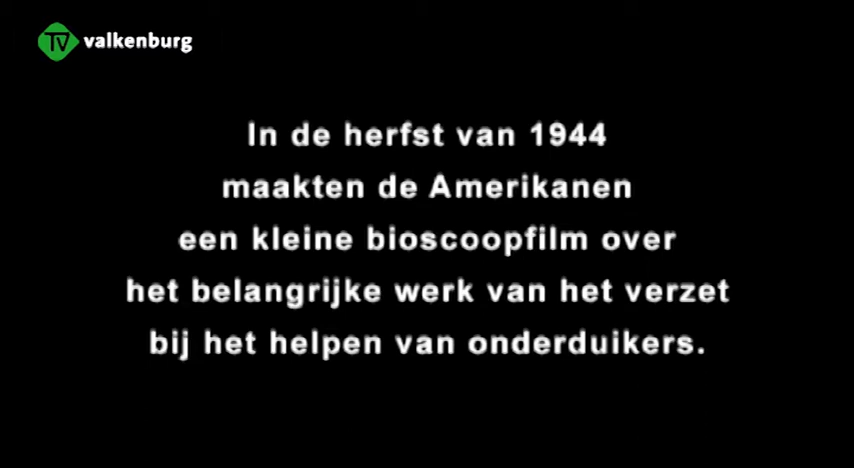 TV valkenburg
In de herfst van 1944
maakten de Amerikanen
een kleine bioscoopfilm over
het belangrijke werk van het verzet
bij het helpen van onderduikers.